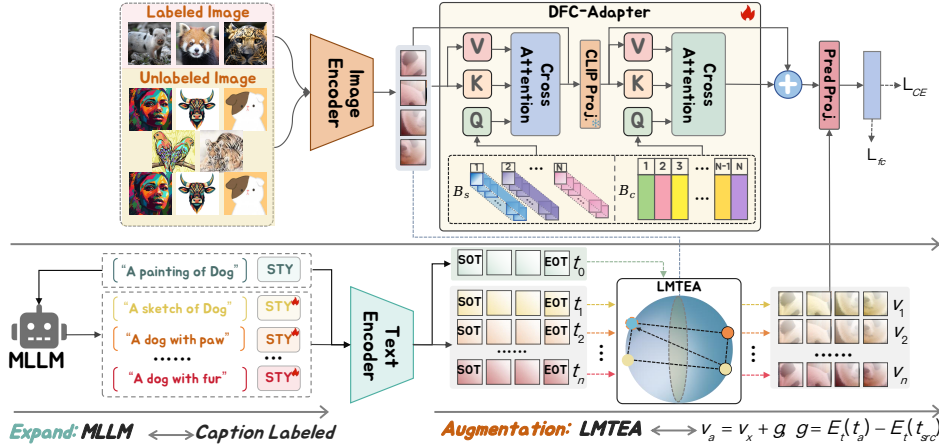 Labeled Image
Unlabeled Image
Image Encoder
DFC-Adapter
V
K
Q
Cross Attention
CLIP Proj.
V
K
Q
Cross Attention
Pred Proj.
L_CE
L_fc
B_s
1 2 ... N
B_c
1 2 3 ... N-1 N
MLLM
"A painting of Dog" STY
"A sketch of Dog" STY
"A dog with paw" STY
...... ...
"A dog with fur" STY
Text Encoder
SOT EOT t_0
SOT EOT t_1
SOT EOT t_2
......
SOT EOT t_n
LMTEA
v_1
v_2
......
v_n
Expand: MLLM Caption Labeled
Augmentation: LMTEA v_a = v_x + g, g = E_t(t_a) − E_t(t_src)